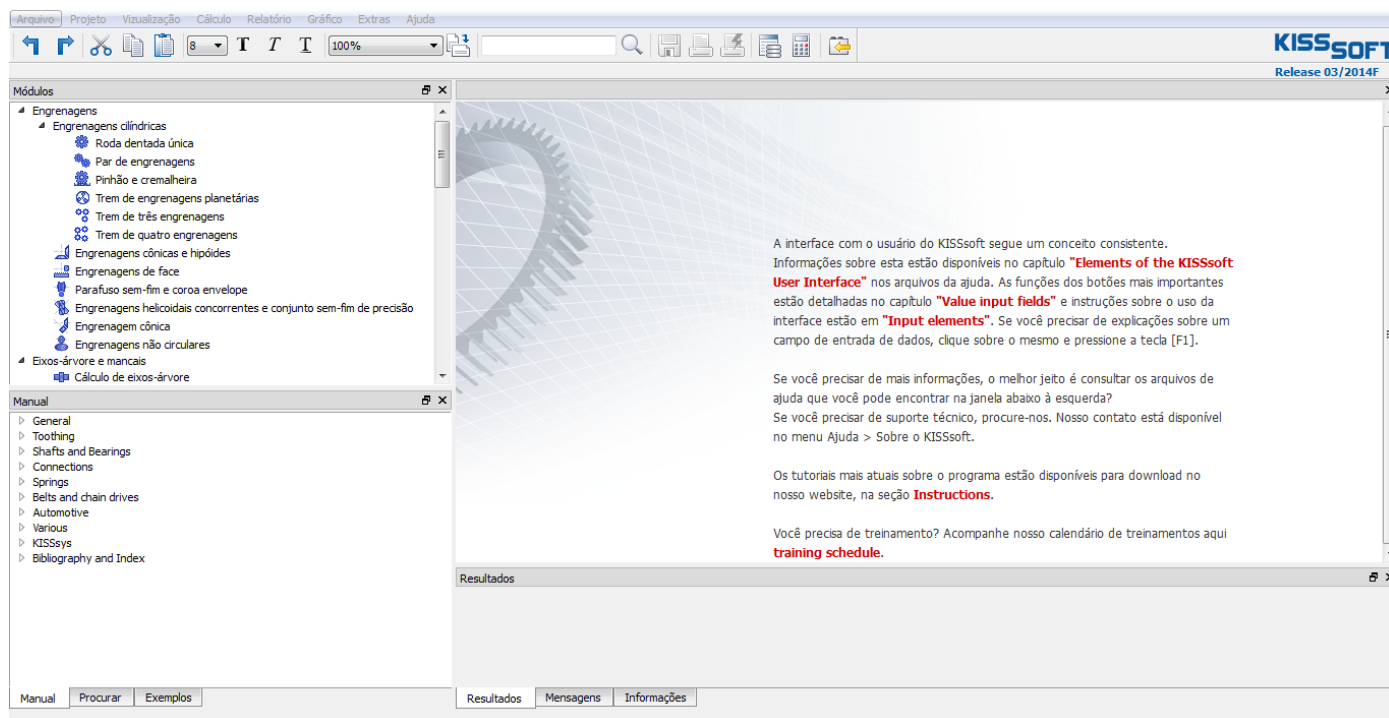 Arquivo Projeto Vizualização Cálculo Relatório Gráfico Extras Ajuda
8 T T T 100%
KISSsOFT
Release 03/2014F
Módulos
Engrenagens
Engrenagens cilíndricas
Roda dentada única
Par de engrenagens
Pinhão e cremalheira
Trem de engrenagens planetárias
Trem de três engrenagens
Trem de quatro engrenagens
Engrenagens cônicas e hipóides
Engrenagens de face
Parafuso sem-fim e coroa envelope
Engrenagens helicoidais concorrentes e conjunto sem-fim de precisão
Engrenagem cônica
Engrenagens não circulares
Eixos-árvore e mancais
Cálculo de eixos-árvore
Manual
General
Toothing
Shafts and Bearings
Connections
Springs
Belts and chain drives
Automotive
Various
KISSsys
Bibliography and Index
Manual Procurar Exemplos
A interface com o usuário do KISSsoft segue um conceito consistente.
Informações sobre esta estão disponíveis no capítulo "Elements of the KISSsoft
User Interface" nos arquivos da ajuda. As funções dos botões mais importantes
estão detalhadas no capítulo "Value input fields" e instruções sobre o uso da
interface estão em "Input elements". Se você precisar de explicações sobre um
campo de entrada de dados, clique sobre o mesmo e pressione a tecla [F1].
Se você precisar de mais informações, o melhor jeito é consultar os arquivos de
ajuda que você pode encontrar na janela abaixo à esquerda?
Se você precisar de suporte técnico, procure-nos. Nosso contato está disponível
no menu Ajuda > Sobre o KISSsoft.
Os tutoriais mais atuais sobre o programa estão disponíveis para download no
nosso website, na seção Instructions.
Você precisa de treinamento? Acompanhe nosso calendário de treinamentos aqui
training schedule.
Resultados
Resultados Mensagens Informações